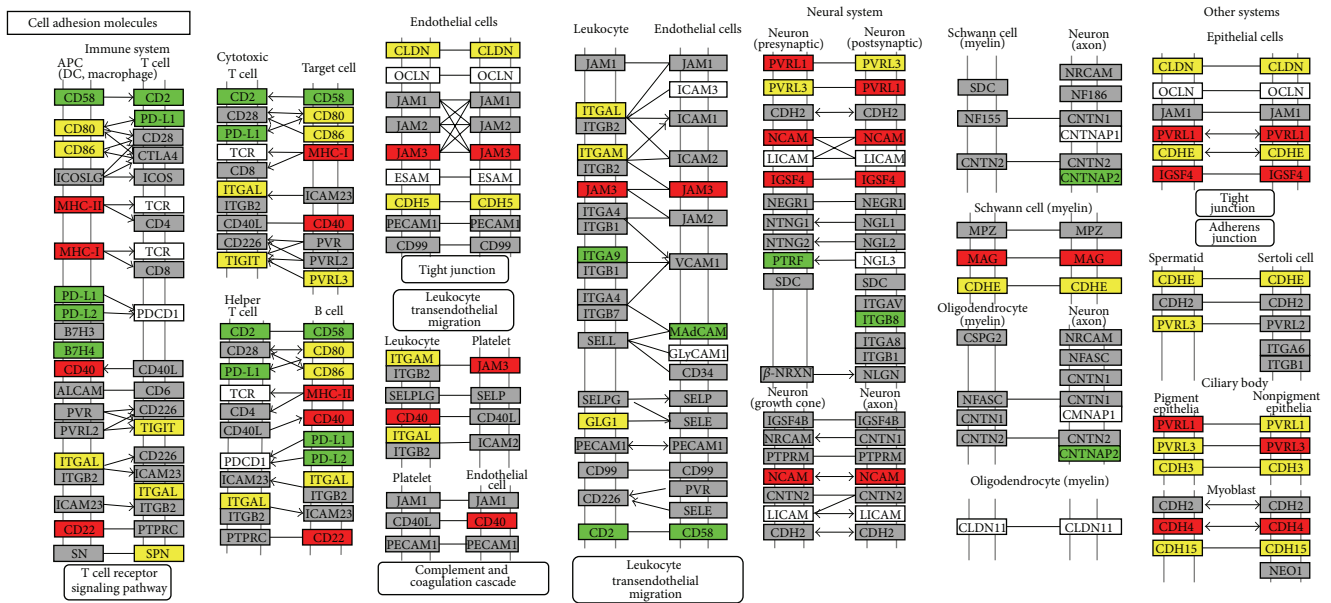 Cell adhesion molecules
Immune system
APC
(DC, macrophage)
T cell
CD58
CD2
PD-L1
CD80
CD28
CD86
CTLA4
ICOSLG
ICOS
MHC-II
TCR
CD4
MHC-I
TCR
CD8
PD-L1
PD-L2
PDCD1
B7H3
B7H4
CD40
CD40L
ALCAM
CD6
PVR
CD226
PVRL2
TIGIT
ITGAL
CD226
ITGB2
ICAM23
ITGAL
ICAM23
ITGB2
CD22
PTPRC
SN
SPN
T cell receptor
signaling pathway
Cytotoxic
T cell
Target cell
CD2
CD58
CD28
CD80
PD-L1
CD86
TCR
MHC-I
CD8
ITGAL
ICAM23
ITGB2
CD40L
CD40
CD226
PVR
TIGIT
PVRL2
PVRL3
Helper
T cell
B cell
CD2
CD58
CD28
CD80
PD-L1
CD86
TCR
MHC-II
CD4
CD40
CD40L
PD-L1
PDCD1
PD-L2
ICAM23
ITGAL
ITGAL
ITGB2
ITGB2
ICAM23
PTPRC
CD22
Endothelial cells
CLDN
CLDN
OCLN
OCLN
JAM1
JAM1
JAM2
JAM2
JAM3
JAM3
ESAM
ESAM
CDH5
CDH5
PECAM1
PECAM1
CD99
CD99
Tight junction
Leukocyte
transendothelial
migration
Leukocyte
Platelet
ITGAM
JAM3
ITGB2
SELPLG
SELP
CD40
CD40L
ITGAL
ICAM2
ITGB2
Platelet
Endothelial
cell
JAM1
JAM1
CD40L
CD40
PECAM1
PECAM1
Complement and
coagulation cascade
Leukocyte
Endothelial cells
JAM1
JAM1
ICAM3
ITGAL
ICAM1
ITGB2
ITGAM
ICAM2
ITGB2
JAM3
JAM3
ITGA4
JAM2
ITGB1
ITGA9
VCAM1
ITGB1
ITGA4
ITGB7
MAdCAM
SELL
GLyCAM1
CD34
SELPG
SELP
GLG1
SELE
PECAM1
PECAM1
CD99
CD99
CD226
PVR
SELE
CD2
CD58
Leukocyte
transendothelial
migration
Neural system
Neuron
(presynaptic)
Neuron
(postsynaptic)
PVRL1
PVRL3
PVRL3
PVRL1
CDH2
CDH2
NCAM
NCAM
LICAM
LICAM
IGSF4
IGSF4
NEGR1
NEGR1
NTNG1
NGL1
NTNG2
NGL2
PTRF
NGL3
SDC
SDC
ITGAV
ITGB8
ITGA8
ITGB1
β-NRXN
NLGN
Neuron
(growth cone)
Neuron
(axon)
IGSF4B
IGSF4B
NRCAM
CNTN1
PTPRM
PTPRM
NCAM
NCAM
CNTN2
CNTN2
LICAM
LICAM
CDH2
CDH2
Schwann cell
(myelin)
Neuron
(axon)
NRCAM
SDC
NF186
NF155
CNTN1
CNTNAP1
CNTN2
CNTN2
CNTNAP2
Schwann cell (myelin)
MPZ
MPZ
MAG
MAG
CDHE
CDHE
Oligodendrocyte
(myelin)
Neuron
(axon)
CSPG2
NRCAM
NFASC
CNTN1
NFASC
CNTN1
CNTN1
CMNAP1
CNTN2
CNTN2
CNTNAP2
Oligodendrocyte (myelin)
CLDN11
CLDN11
Other systems
Epithelial cells
CLDN
CLDN
OCLN
OCLN
JAM1
JAM1
PVRL1
PVRL1
CDHE
CDHE
IGSF4
IGSF4
Tight
junction
Adherens
junction
Spermatid
Sertoli cell
CDHE
CDHE
CDH2
CDH2
PVRL3
PVRL2
ITGA6
ITGB1
Ciliary body
Pigment
epithelia
Nonpigment
epithelia
PVRL1
PVRL1
PVRL3
PVRL3
CDH3
CDH3
Myoblast
CDH2
CDH2
CDH4
CDH4
CDH15
CDH15
NEO1